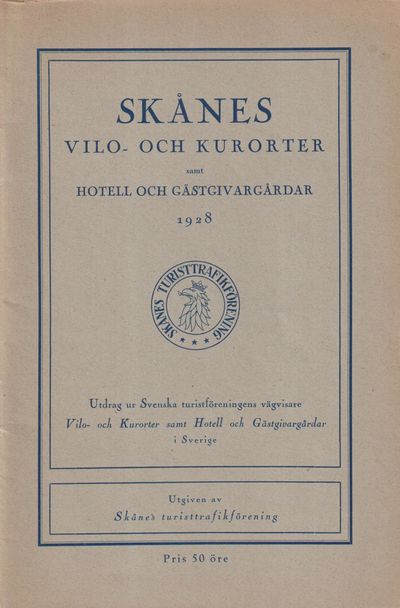 SKÅNES
VILO- OCH KURORTER
samt
HOTELL OCH GÄSTGIVARGÅRDAR
1928
SKÅNES TURISTTRAFIKFÖRENING
Utdrag ur Svenska turistföreningens vägvisare
Vilo- och Kurorter samt Hotell och Gästgivargårdar
i Sverige
Utgiven av
Skånes turisttrafikförening
Pris 50 öre